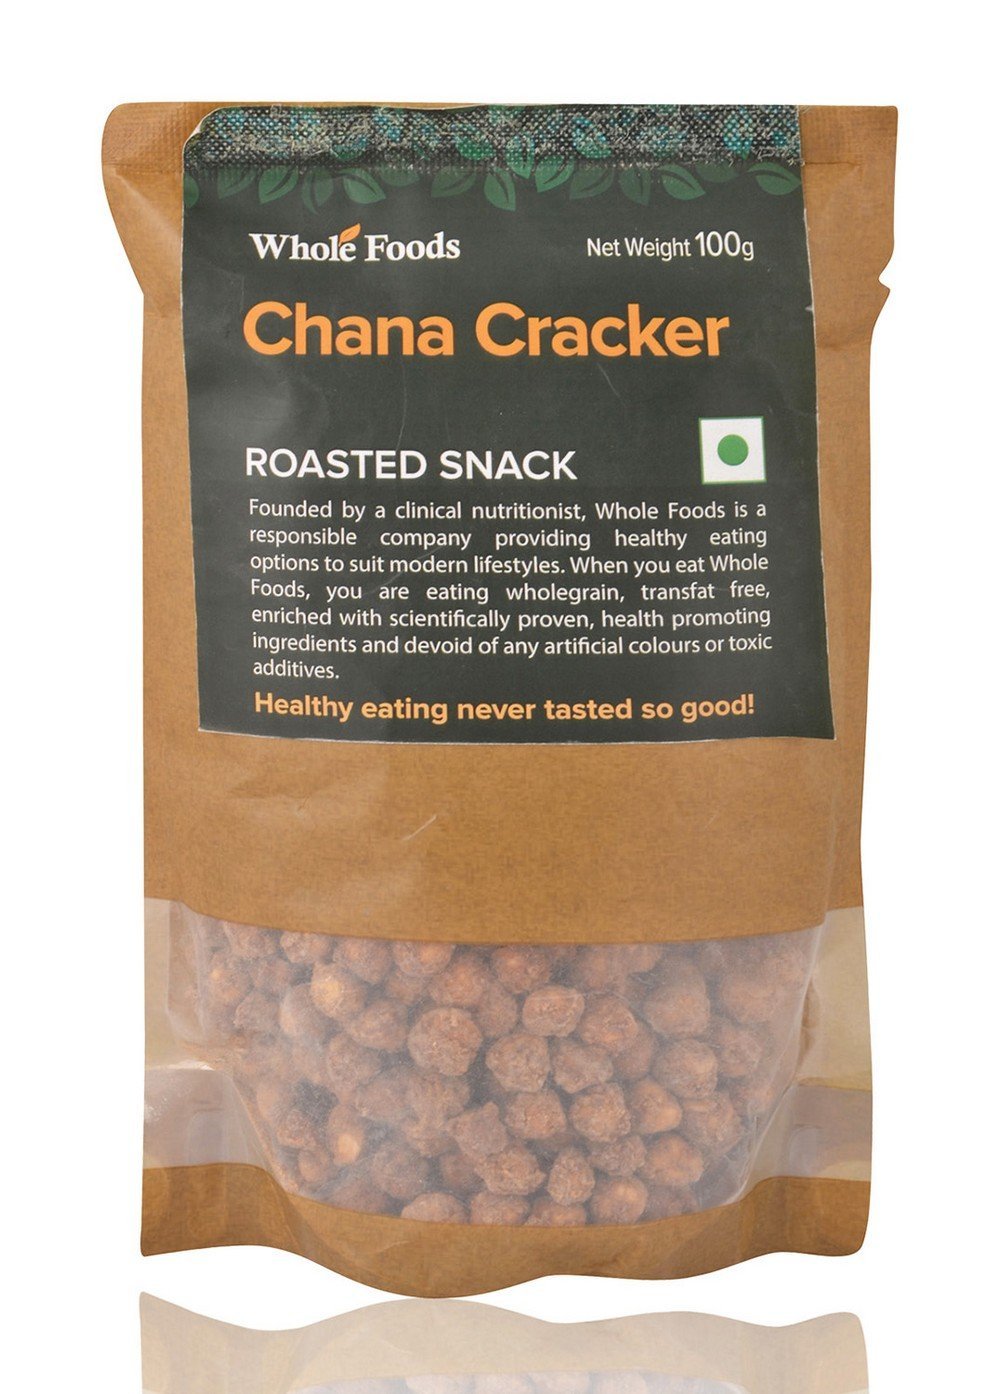 Whole Foods
Net Weight 100g
Chana Cracker
ROASTED SNACK
Founded by a clinical nutritionist, Whole Foods is a
responsible company providing healthy eating
options to suit modern lifestyles. When you eat Whole
Foods, you are eating wholegrain, transfat free,
enriched with scientifically proven, health promoting
ingredients and devoid of any artificial colours or toxic
additives.
Healthy eating never tasted so good!